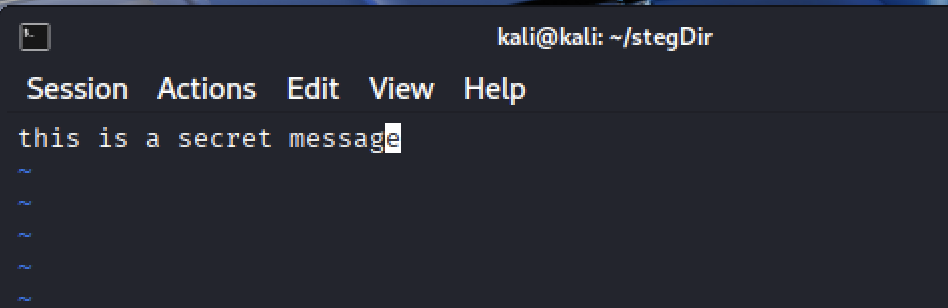 kali@kali: ~/stegDir
Session Actions Edit View Help
this is a secret message
~
~
~
~
~